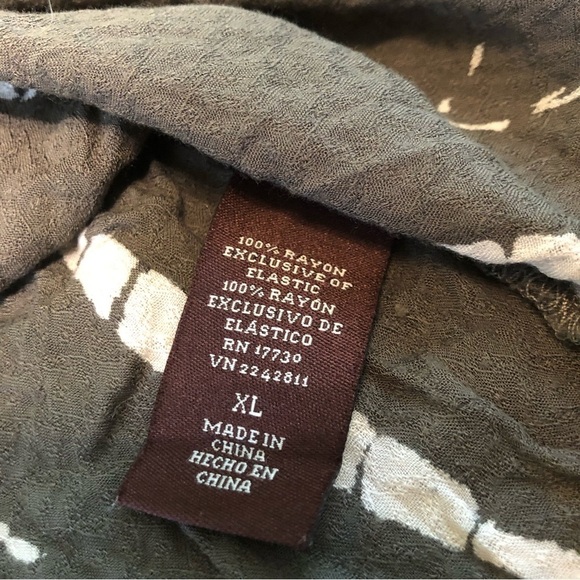 100% RAYON
EXCLUSIVE OF
ELASTIC
100% RAYÓN
EXCLUSIVO DE
ELÁSTICO
RN 17730
VN 2242811
XL
MADE IN
CHINA
HECHO EN
CHINA